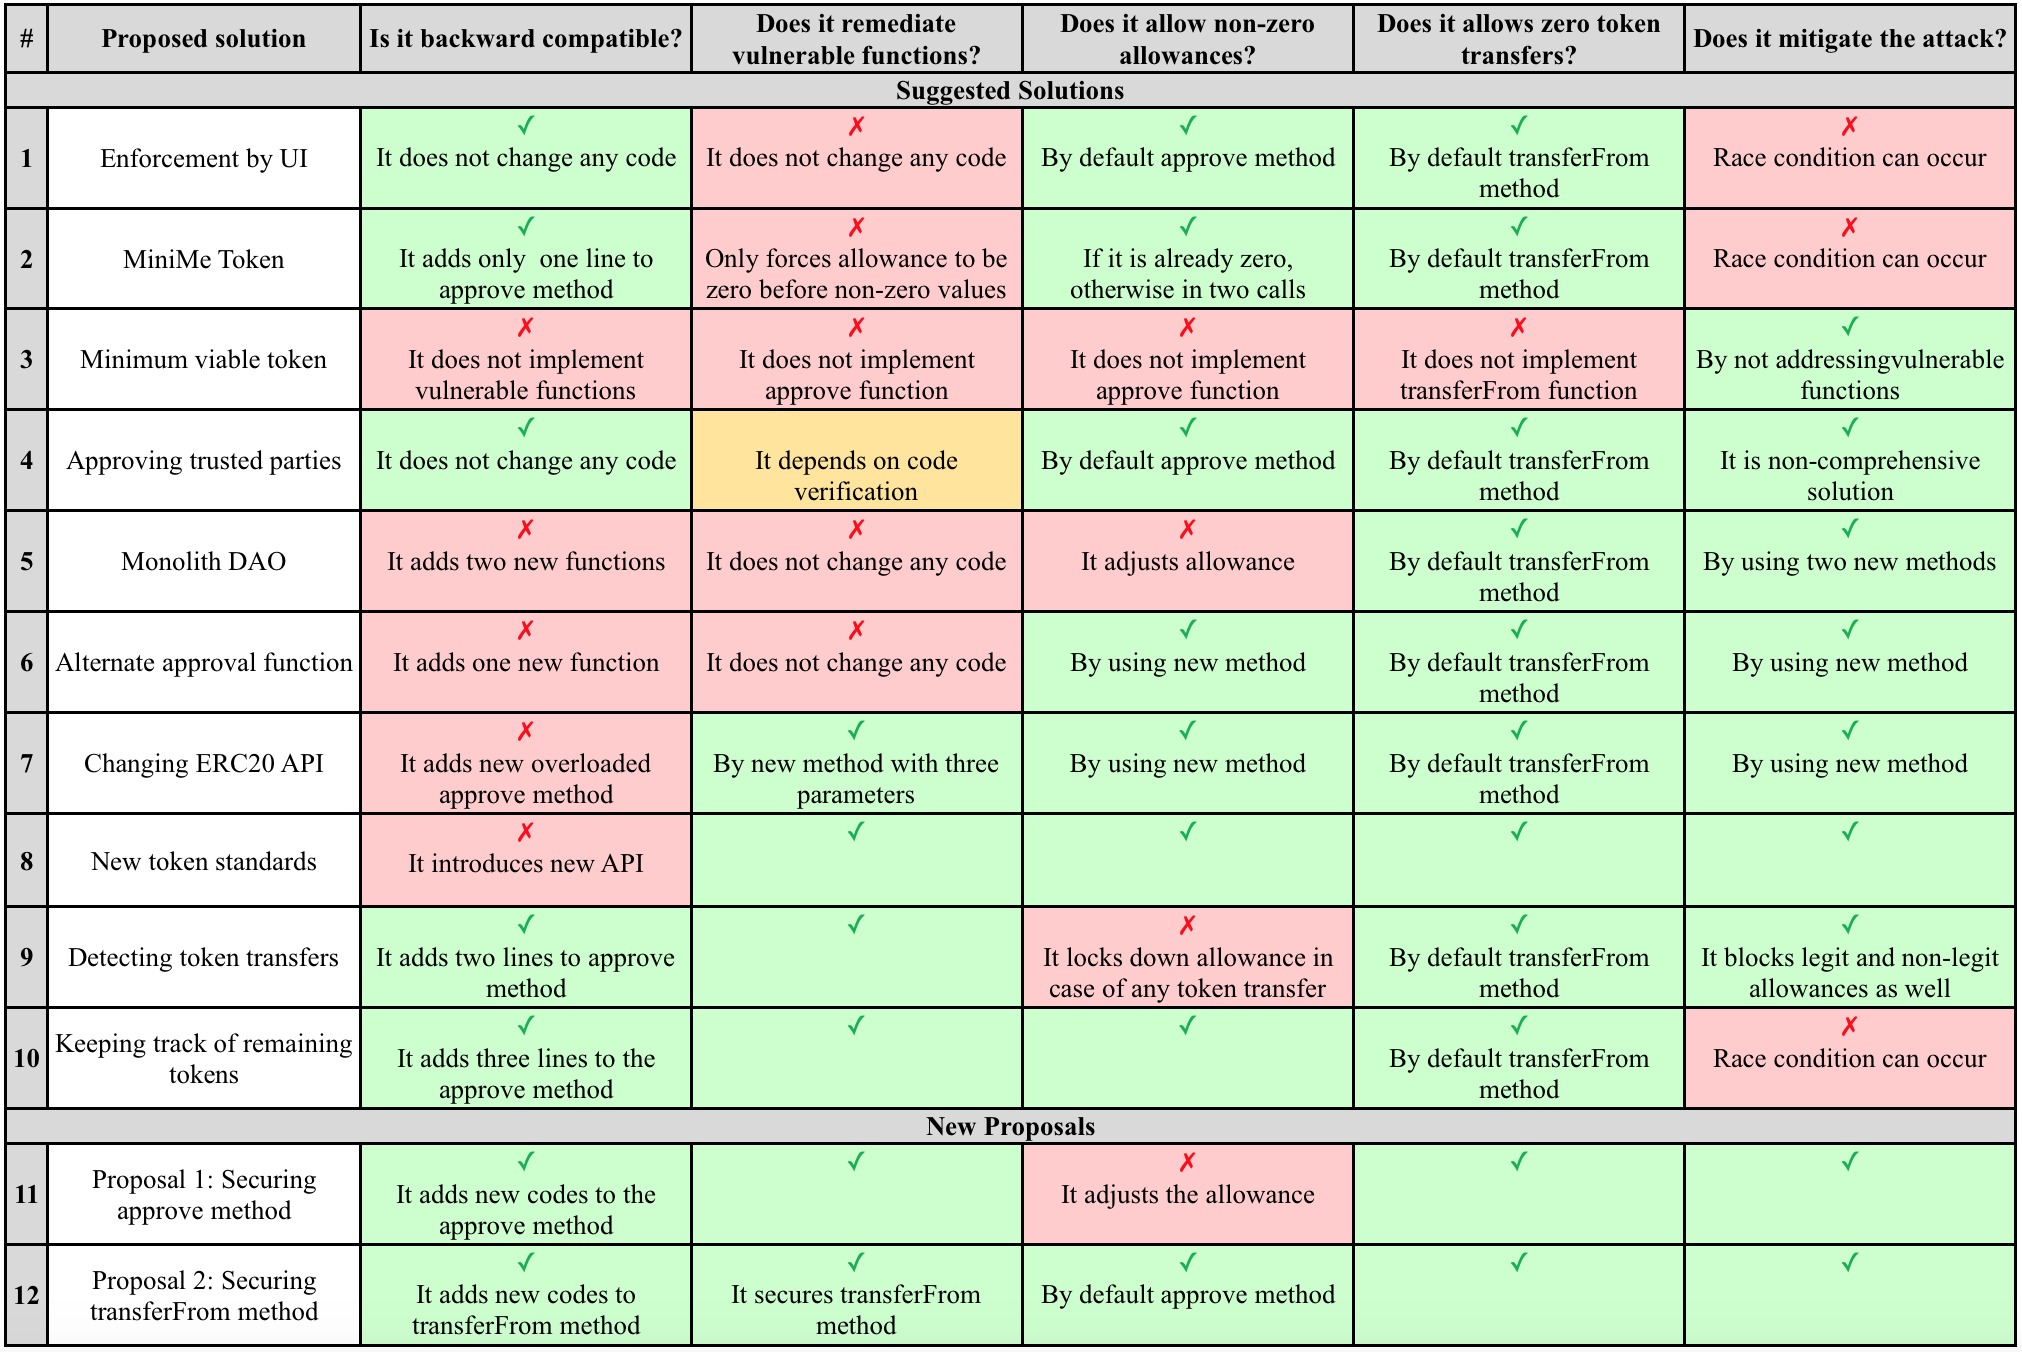 # Proposed solution Is it backward compatible? Does it remediate vulnerable functions? Does it allow non-zero allowances? Does it allows zero token transfers? Does it mitigate the attack?
Suggested Solutions
1 Enforcement by UI ✓ It does not change any code ✗ It does not change any code ✓ By default approve method ✓ By default transferFrom method ✗ Race condition can occur
2 MiniMe Token ✓ It adds only one line to approve method ✗ Only forces allowance to be zero before non-zero values ✓ If it is already zero, otherwise in two calls ✓ By default transferFrom method ✗ Race condition can occur
3 Minimum viable token ✗ It does not implement vulnerable functions ✗ It does not implement approve function ✗ It does not implement approve function ✗ It does not implement transferFrom function ✓ By not addressingvulnerable functions
4 Approving trusted parties ✓ It does not change any code It depends on code verification ✓ By default approve method ✓ By default transferFrom method ✓ It is non-comprehensive solution
5 Monolith DAO ✗ It adds two new functions ✗ It does not change any code ✗ It adjusts allowance ✓ By default transferFrom method ✓ By using two new methods
6 Alternate approval function ✗ It adds one new function ✗ It does not change any code ✓ By using new method ✓ By default transferFrom method ✓ By using new method
7 Changing ERC20 API ✗ It adds new overloaded approve method ✓ By new method with three parameters ✓ By using new method ✓ By default transferFrom method ✓ By using new method
8 New token standards ✗ It introduces new API ✓ ✓ ✓ ✓
9 Detecting token transfers ✓ It adds two lines to approve method ✓ ✗ It locks down allowance in case of any token transfer ✓ By default transferFrom method ✓ It blocks legit and non-legit allowances as well
10 Keeping track of remaining tokens ✓ It adds three lines to the approve method ✓ ✓ ✓ By default transferFrom method ✗ Race condition can occur
New Proposals
11 Proposal 1: Securing approve method ✓ It adds new codes to the approve method ✓ ✗ It adjusts the allowance ✓ ✓
12 Proposal 2: Securing transferFrom method ✓ It adds new codes to transferFrom method ✓ It secures transferFrom method ✓ By default approve method ✓ ✓